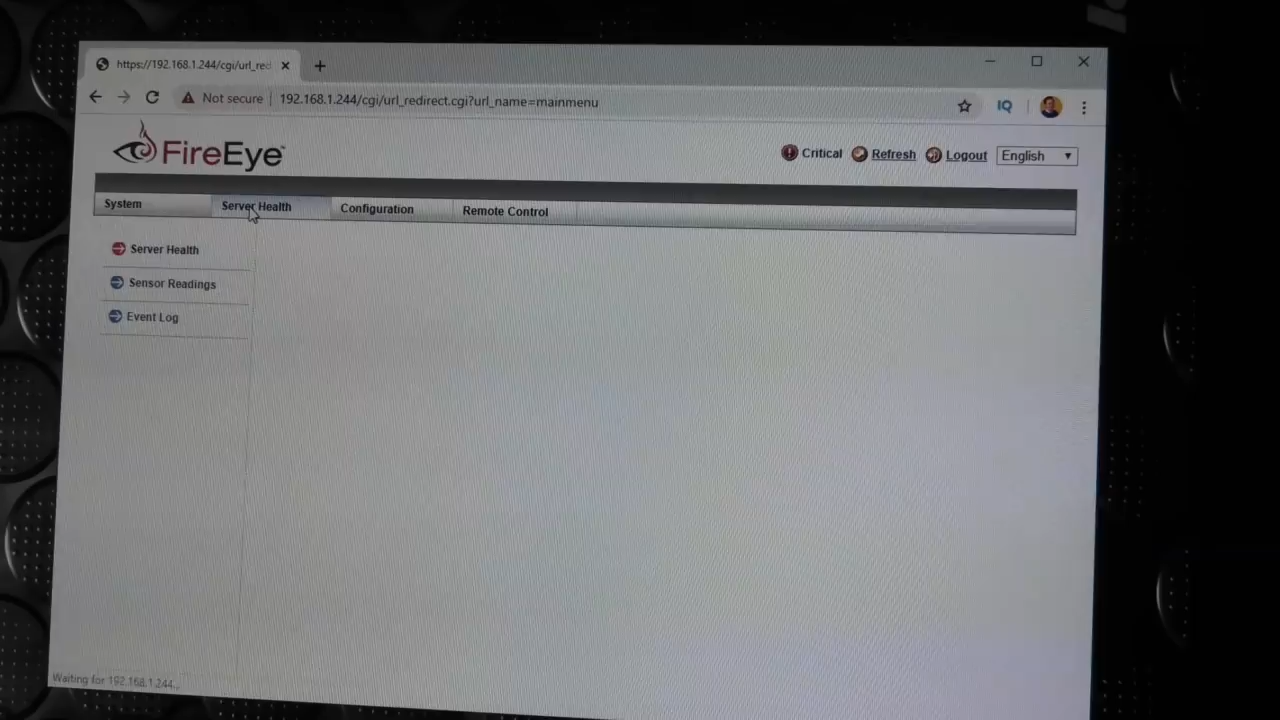 https://192.168.1.244/cgi/url_red
Not secure
192.168.1.244/cgi/url_redirect.cgi?url_name=mainmenu
IQ
FireEye
Critical
Refresh
Logout
English
System
Server Health
Configuration
Remote Control
Server Health
Sensor Readings
Event Log
Waiting for 192.168.1.244...